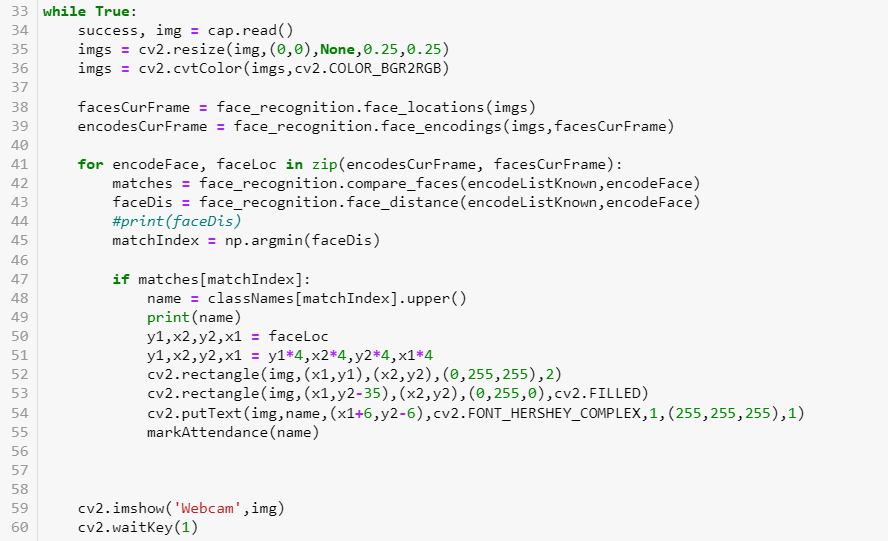 33 while True:
34     success, img = cap.read()
35     imgs = cv2.resize(img,(0,0),None,0.25,0.25)
36     imgs = cv2.cvtColor(imgs,cv2.COLOR_BGR2RGB)
37
38     facesCurFrame = face_recognition.face_locations(imgs)
39     encodesCurFrame = face_recognition.face_encodings(imgs,facesCurFrame)
40
41     for encodeFace, faceLoc in zip(encodesCurFrame, facesCurFrame):
42         matches = face_recognition.compare_faces(encodeListKnown,encodeFace)
43         faceDis = face_recognition.face_distance(encodeListKnown,encodeFace)
44         #print(faceDis)
45         matchIndex = np.argmin(faceDis)
46
47         if matches[matchIndex]:
48             name = classNames[matchIndex].upper()
49             print(name)
50             y1,x2,y2,x1 = faceLoc
51             y1,x2,y2,x1 = y1*4,x2*4,y2*4,x1*4
52             cv2.rectangle(img,(x1,y1),(x2,y2),(0,255,255),2)
53             cv2.rectangle(img,(x1,y2-35),(x2,y2),(0,255,0),cv2.FILLED)
54             cv2.putText(img,name,(x1+6,y2-6),cv2.FONT_HERSHEY_COMPLEX,1,(255,255,255),1)
55             markAttendance(name)
56
57
58
59     cv2.imshow('Webcam',img)
60     cv2.waitKey(1)